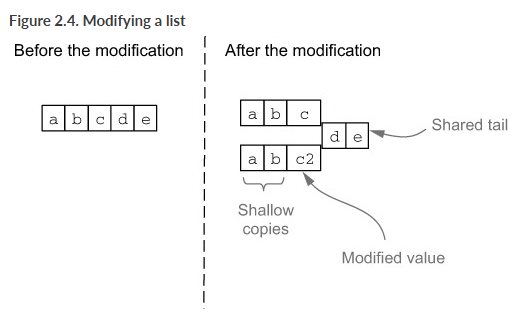 Figure 2.4. Modifying a list
Before the modification
After the modification
a b c d e
a b c
d e
Shared tail
a b c2
Shallow
copies
Modified value